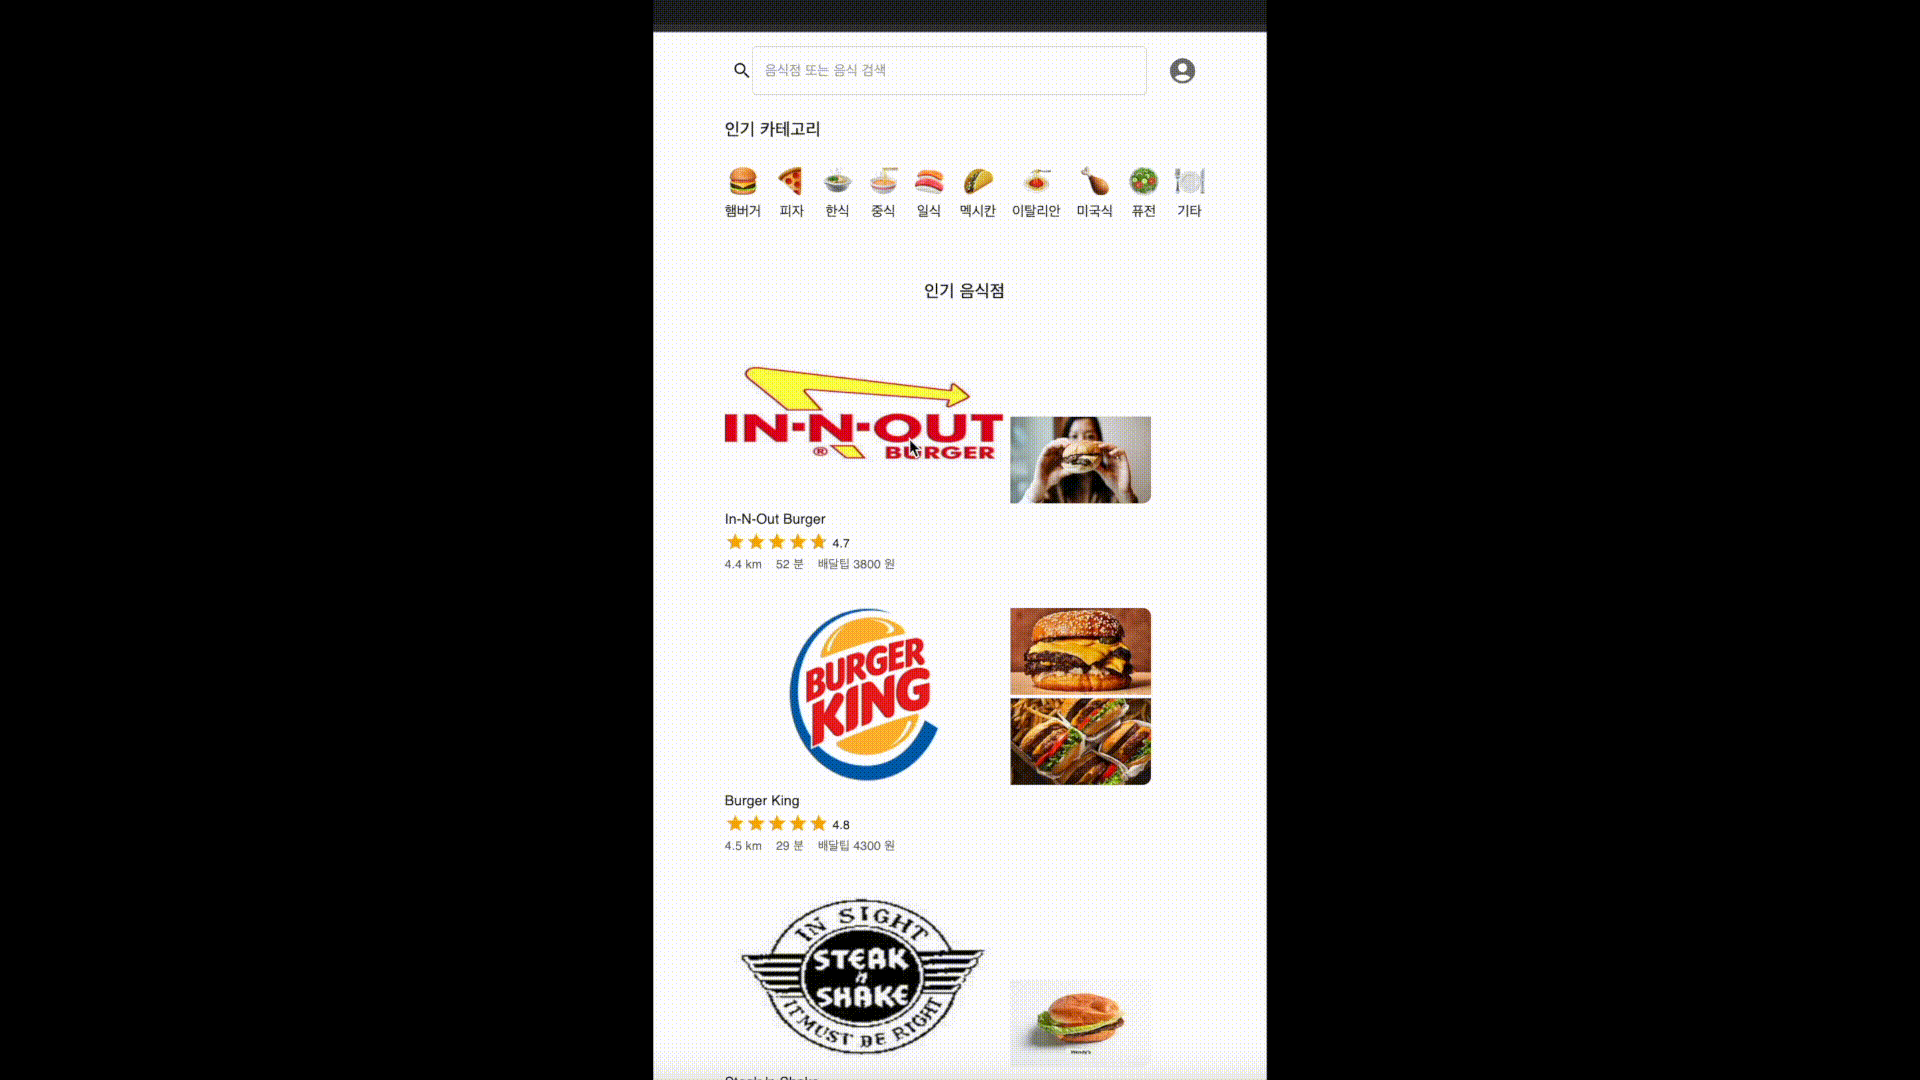 음식점 또는 음식 검색
인기 카테고리
햄버거 피자 한식 중식 일식 멕시칸 이탈리안 미국식 퓨전 기타
인기 음식점
IN-N-OUT
® BURGER
In-N-Out Burger
4.7
4.4 km 52 분 배달팁 3800 원
BURGER
KING
Burger King
4.8
4.5 km 29 분 배달팁 4300 원
IN SIGHT
STEAK
n
SHAKE
IT MUST BE RIGHT
Wendy's